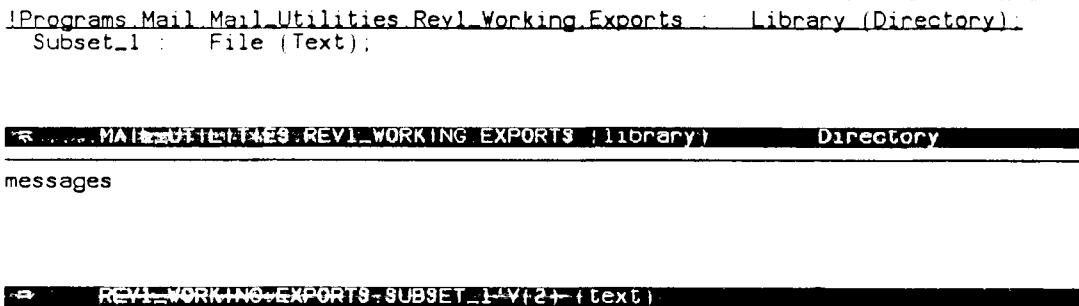 !Programs.Mail.Mail_Utilities.Rev1_Working.Exports : Library (Directory);
Subset_1 : File (Text);
= ..... MAIL_UTILITIES.REV1_WORKING.EXPORTS (library) Directory
messages
= REV1_WORKING.EXPORTS.SUBSET_1'V(2) (text)